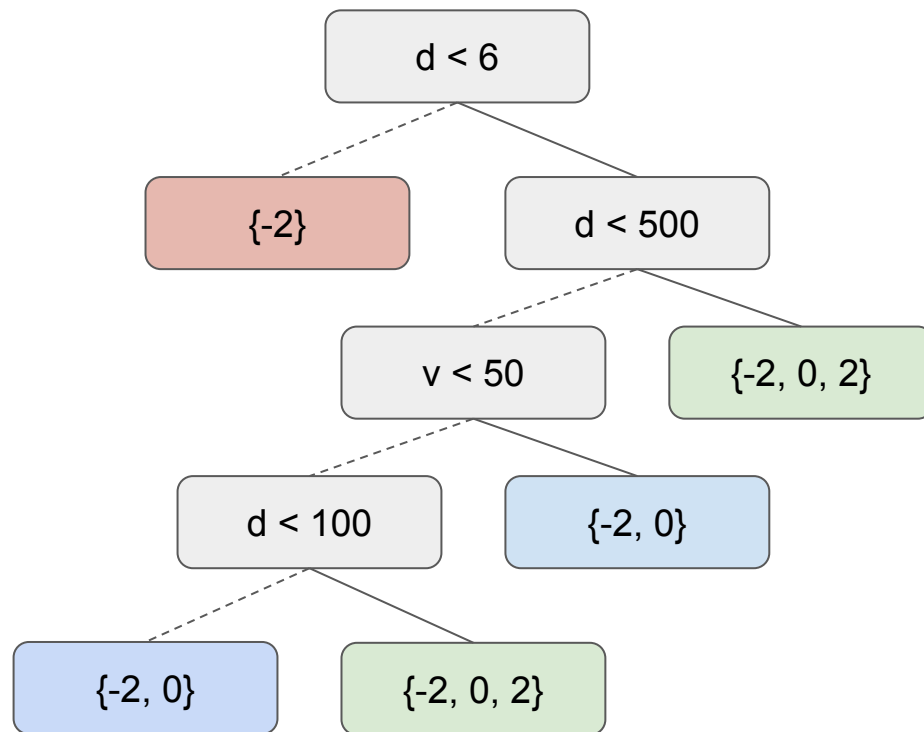 d < 6
{-2}
d < 500
v < 50
{-2, 0, 2}
d < 100
{-2, 0}
{-2, 0}
{-2, 0, 2}